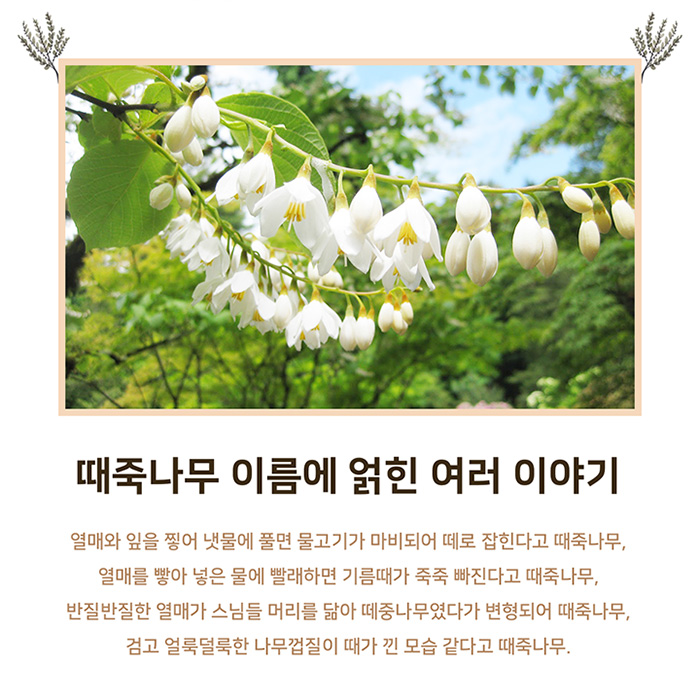 때죽나무 이름에 얽힌 여러 이야기
열매와 잎을 찧어 냇물에 풀면 물고기가 마비되어 떼로 잡힌다고 때죽나무,
열매를 빻아 넣은 물에 빨래하면 기름때가 죽죽 빠진다고 때죽나무,
반질반질한 열매가 스님들 머리를 닮아 떼중나무였다가 변형되어 때죽나무,
검고 얼룩덜룩한 나무껍질이 때가 낀 모습 같다고 때죽나무.